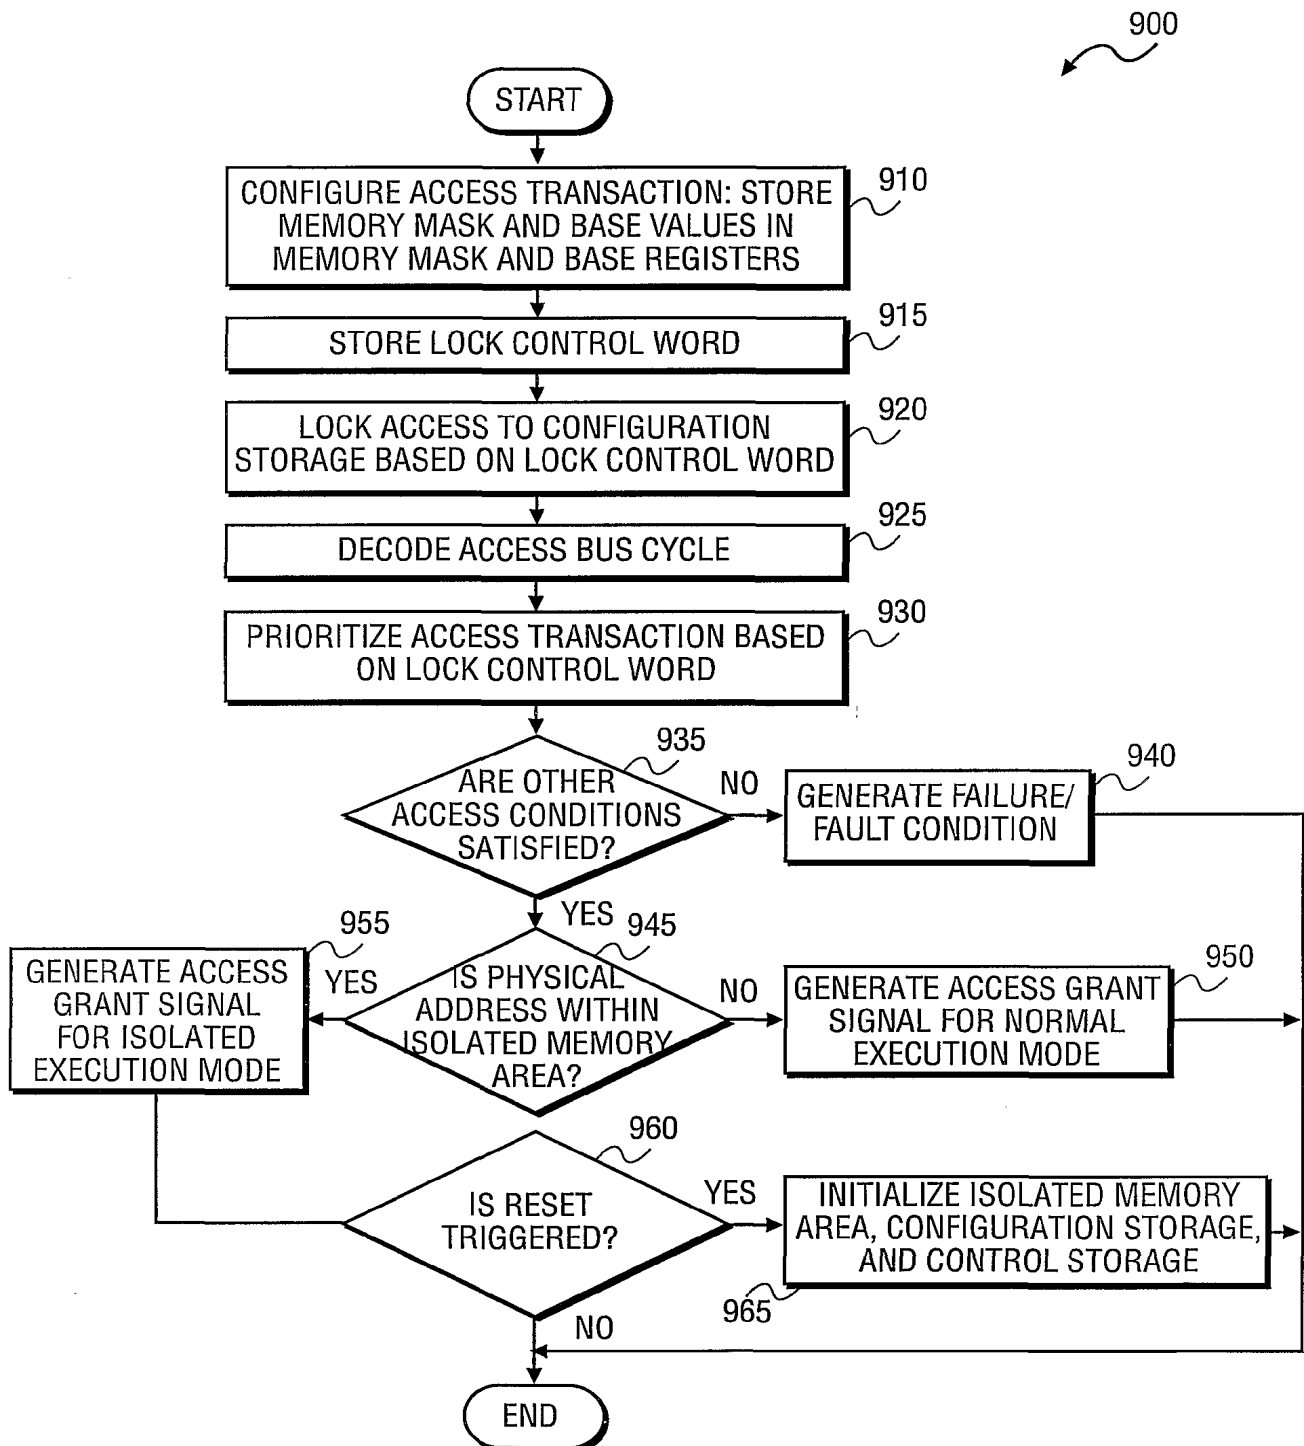 900
START
CONFIGURE ACCESS TRANSACTION: STORE
MEMORY MASK AND BASE VALUES IN
MEMORY MASK AND BASE REGISTERS
910
STORE LOCK CONTROL WORD
915
LOCK ACCESS TO CONFIGURATION
STORAGE BASED ON LOCK CONTROL WORD
920
DECODE ACCESS BUS CYCLE
925
PRIORITIZE ACCESS TRANSACTION BASED
ON LOCK CONTROL WORD
930
ARE OTHER
ACCESS CONDITIONS
SATISFIED?
935
NO
GENERATE FAILURE/
FAULT CONDITION
940
YES
IS PHYSICAL
ADDRESS WITHIN
ISOLATED MEMORY
AREA?
945
YES
GENERATE ACCESS
GRANT SIGNAL
FOR ISOLATED
EXECUTION MODE
955
NO
GENERATE ACCESS GRANT
SIGNAL FOR NORMAL
EXECUTION MODE
950
IS RESET
TRIGGERED?
960
YES
INITIALIZE ISOLATED MEMORY
AREA, CONFIGURATION STORAGE,
AND CONTROL STORAGE
965
NO
END